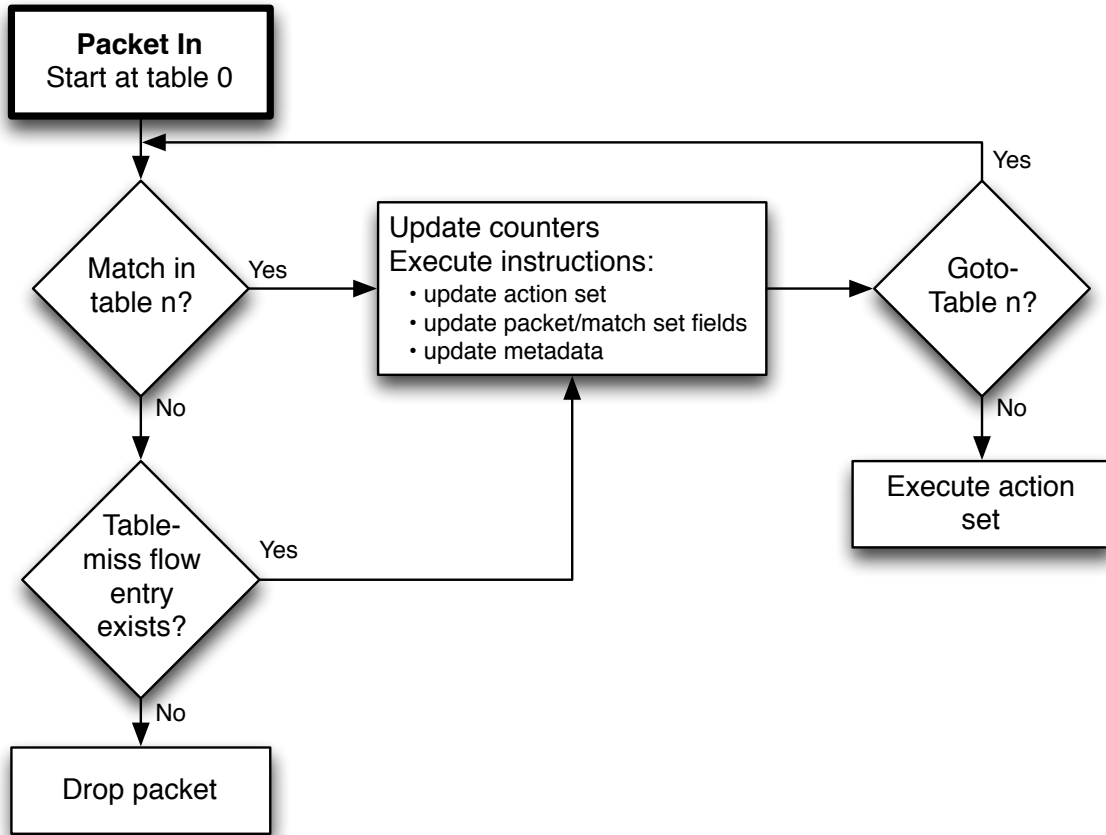 Packet In
Start at table 0
Yes
Match in
table n?
Yes
Update counters
Execute instructions:
• update action set
• update packet/match set fields
• update metadata
Goto-
Table n?
No
No
Execute action
set
Table-
miss flow
entry
exists?
Yes
No
Drop packet